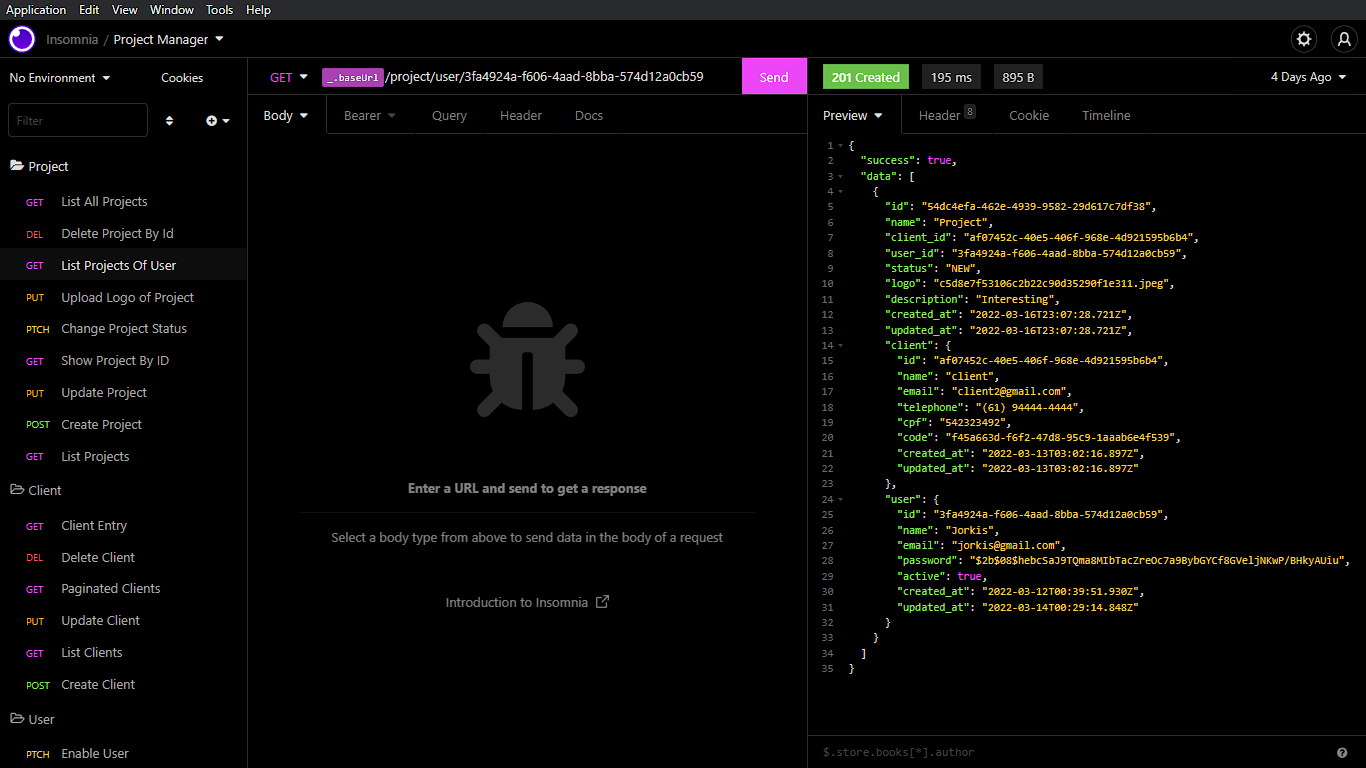 Application Edit View Window Tools Help
Insomnia / Project Manager
No Environment Cookies
Filter
Project
GET List All Projects
DEL Delete Project By Id
GET List Projects Of User
PUT Upload Logo of Project
PTCH Change Project Status
GET Show Project By ID
PUT Update Project
POST Create Project
GET List Projects
Client
GET Client Entry
DEL Delete Client
GET Paginated Clients
PUT Update Client
GET List Clients
POST Create Client
User
PTCH Enable User
GET _.baseUrl /project/user/3fa4924a-f606-4aad-8bba-574d12a0cb59 Send
Body Bearer Query Header Docs
Enter a URL and send to get a response
Select a body type from above to send data in the body of a request
Introduction to Insomnia
201 Created 195 ms 895 B 4 Days Ago
Preview Header 8 Cookie Timeline
1 {
2 "success": true,
3 "data": [
4 {
5 "id": "54dc4efa-462e-4939-9582-29d617c7df38",
6 "name": "Project",
7 "client_id": "af07452c-40e5-406f-968e-4d921595b6b4",
8 "user_id": "3fa4924a-f606-4aad-8bba-574d12a0cb59",
9 "status": "NEW",
10 "logo": "c5d8e7f53106c2b22c90d35290f1e311.jpeg",
11 "description": "Interesting",
12 "created_at": "2022-03-16T23:07:28.721Z",
13 "updated_at": "2022-03-16T23:07:28.721Z",
14 "client": {
15 "id": "af07452c-40e5-406f-968e-4d921595b6b4",
16 "name": "client",
17 "email": "client2@gmail.com",
18 "telephone": "(61) 94444-4444",
19 "cpf": "542323492",
20 "code": "f45a663d-f6f2-47d8-95c9-1aaab6e4f539",
21 "created_at": "2022-03-13T03:02:16.897Z",
22 "updated_at": "2022-03-13T03:02:16.897Z"
23 },
24 "user": {
25 "id": "3fa4924a-f606-4aad-8bba-574d12a0cb59",
26 "name": "Jorkis",
27 "email": "jorkis@gmail.com",
28 "password": "$2b$08$hebcSaJ9TQma8MIbTacZreOc7a9BybGYCf8GVeljNKwP/BHkyAUiu",
29 "active": true,
30 "created_at": "2022-03-12T00:39:51.930Z",
31 "updated_at": "2022-03-14T00:29:14.848Z"
32 }
33 }
34 ]
35 }
$.store.books[*].author